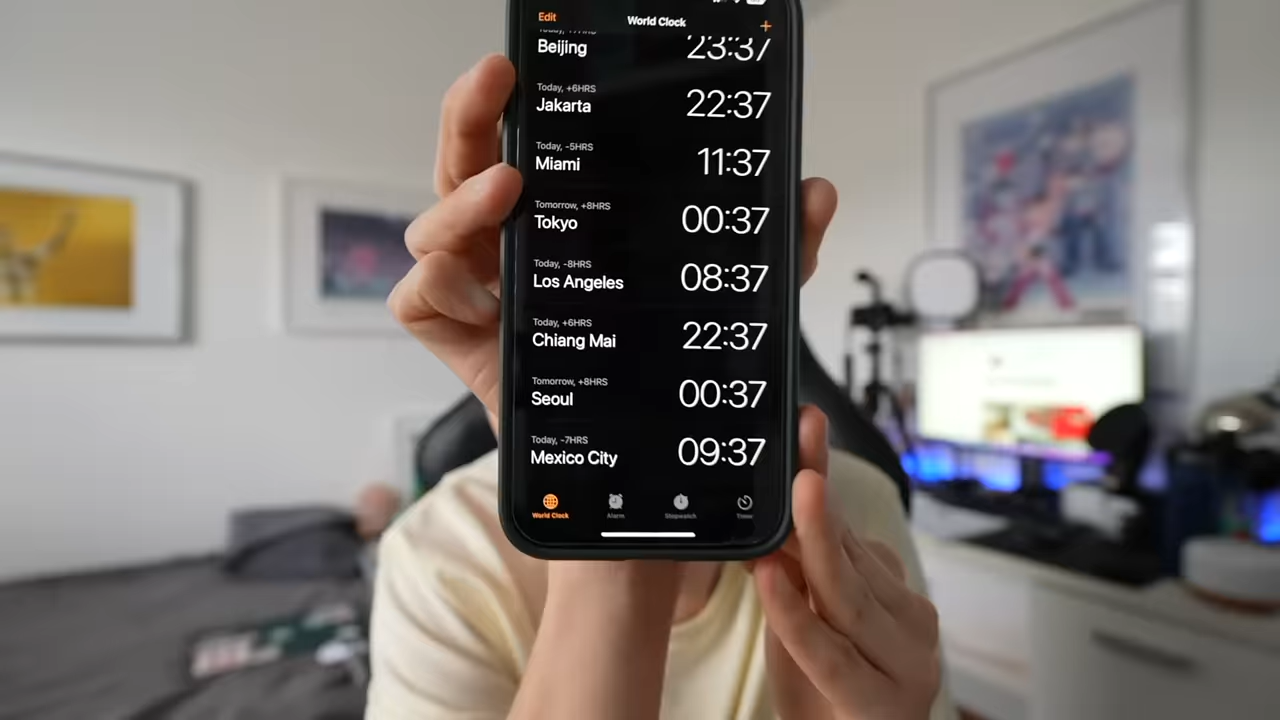 Edit World Clock +
Beijing 23:37
Today, +6HRS
Jakarta 22:37
Today, -5HRS
Miami 11:37
Tomorrow, +8HRS
Tokyo 00:37
Today, -8HRS
Los Angeles 08:37
Today, +6HRS
Chiang Mai 22:37
Tomorrow, +8HRS
Seoul 00:37
Today, -7HRS
Mexico City 09:37
World Clock Alarm Stopwatch Timer